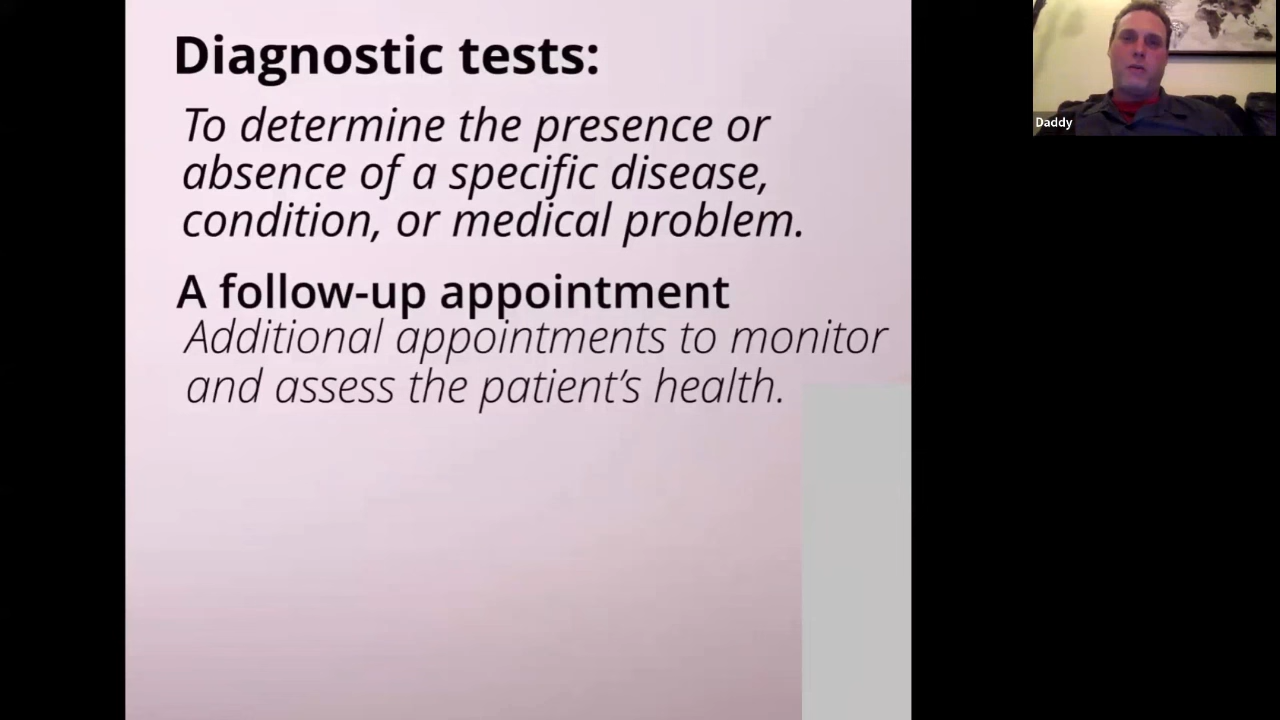 Diagnostic tests:
To determine the presence or
absence of a specific disease,
condition, or medical problem.
A follow-up appointment
Additional appointments to monitor
and assess the patient’s health.
Daddy